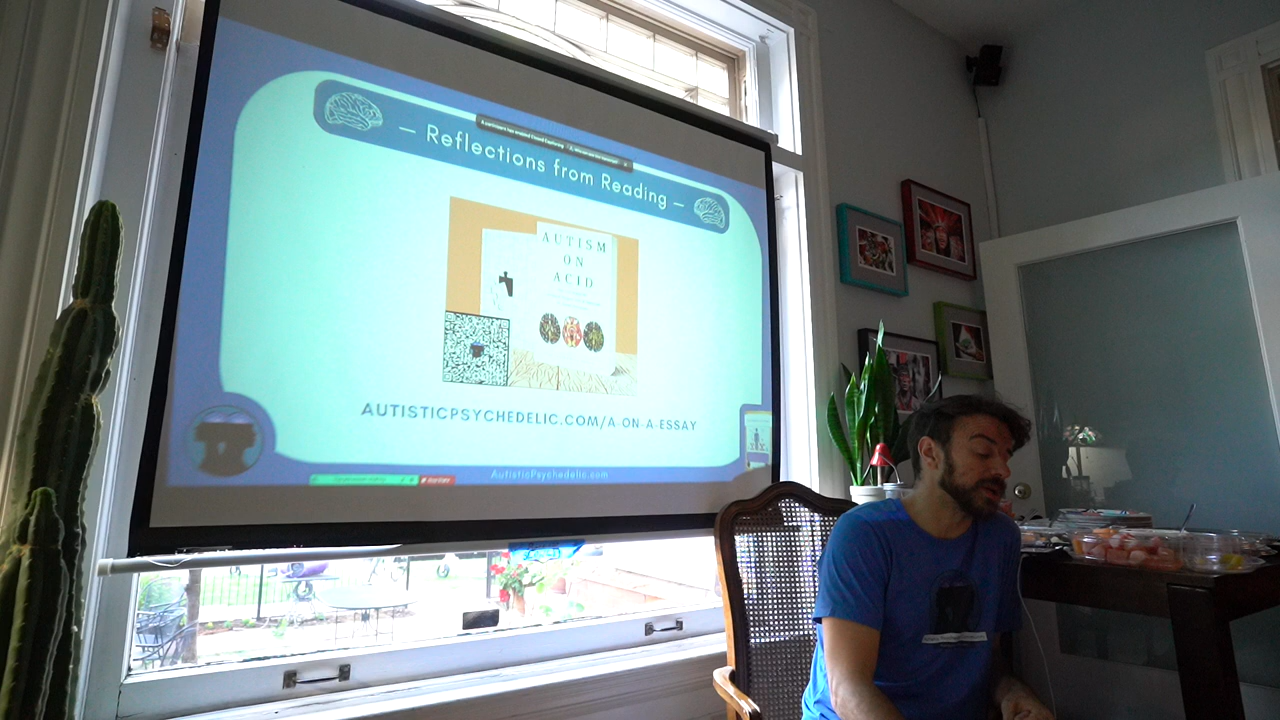 — Reflections from Reading —
AUTISM
ON
ACID
AUTISTICPSYCHEDELIC.COM/A-ON-A-ESSAY
AutisticPsychedelic.com